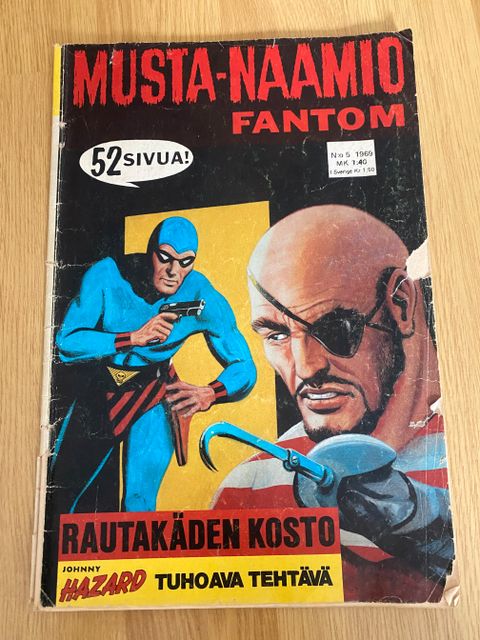 MUSTA-NAAMIO
FANTOM
52 SIVUA!
N:o 5 1969
MK 1:40
I Sverige Kr 1,50
RAUTAKÄDEN KOSTO
JOHNNY
HAZARD TUHOAVA TEHTÄVÄ